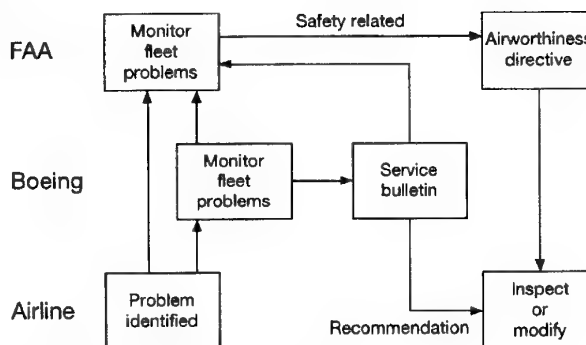 FAA
Monitor
fleet
problems
Safety related
Airworthiness
directive
Boeing
Monitor
fleet
problems
Service
bulletin
Airline
Problem
identified
Recommendation
Inspect
or
modify